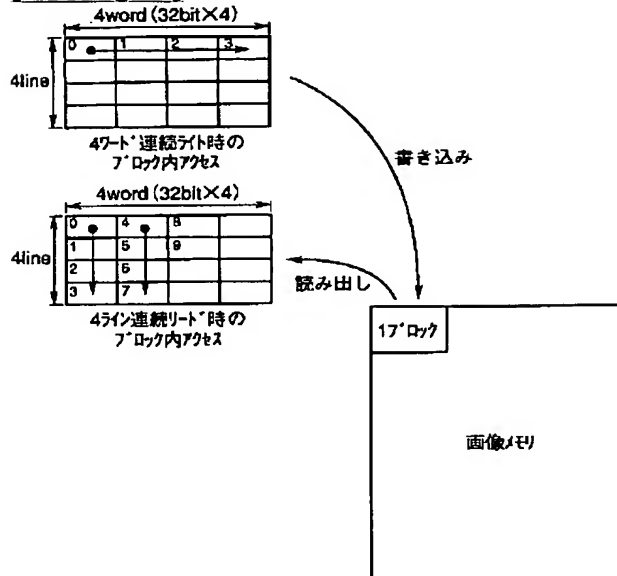 4word (32bit×4)
0 1 2 3
4line
4ワード連続ライト時の
ブロック内アクセス
書き込み
4word (32bit×4)
0 4 8
1 5 9
2 6
3 7
4line
読み出し
4ライン連続リード時の
ブロック内アクセス
1ブロック
画像メモリ